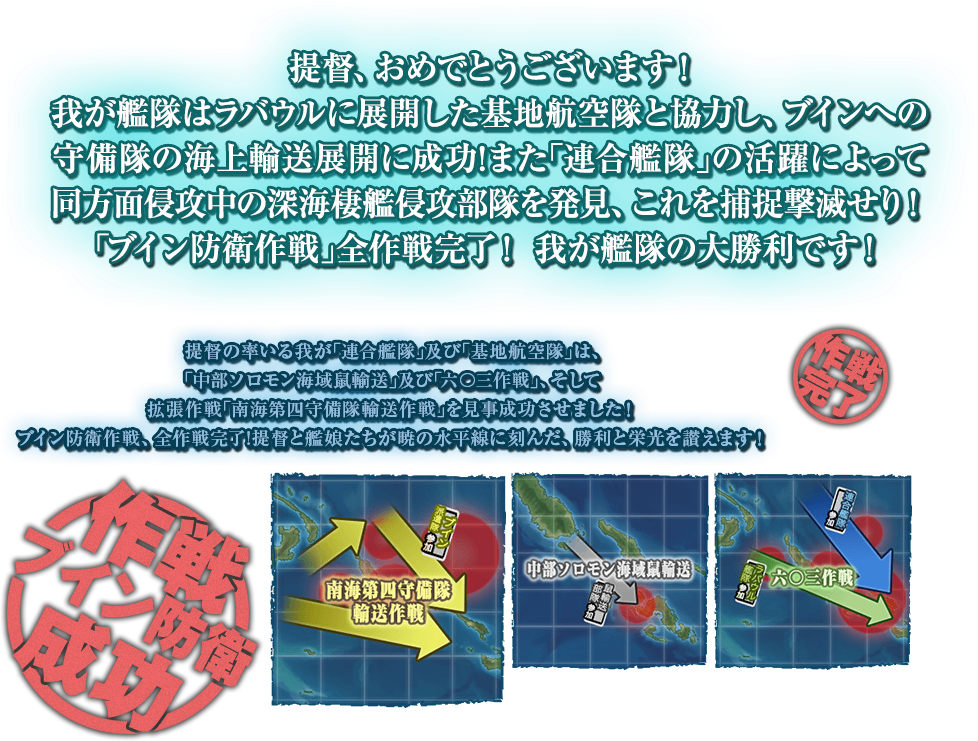 提督、おめでとうございます！
我が艦隊はラバウルに展開した基地航空隊と協力し、ブインへの
守備隊の海上輸送展開に成功!また「連合艦隊」の活躍によって
同方面侵攻中の深海棲艦侵攻部隊を発見、これを捕捉撃滅せり！
「ブイン防衛作戦」全作戦完了！ 我が艦隊の大勝利です！
提督の率いる我が「連合艦隊」及び「基地航空隊」は、
「中部ソロモン海域鼠輸送」及び「六〇三作戦」、そして
拡張作戦「南海第四守備隊輸送作戦」を見事成功させました！
ブイン防衛作戦、全作戦完了!提督と艦娘たちが暁の水平線に刻んだ、勝利と栄光を讃えます！
作戦
完了
作戦
ブイン防衛
成功
ブイン
派遣隊
参加
南海第四守備隊
輸送作戦
中部ソロモン海域鼠輸送
鼠輸送
部隊
参加
連合艦隊
参加
六〇三作戦
ラバウル
艦隊
参加